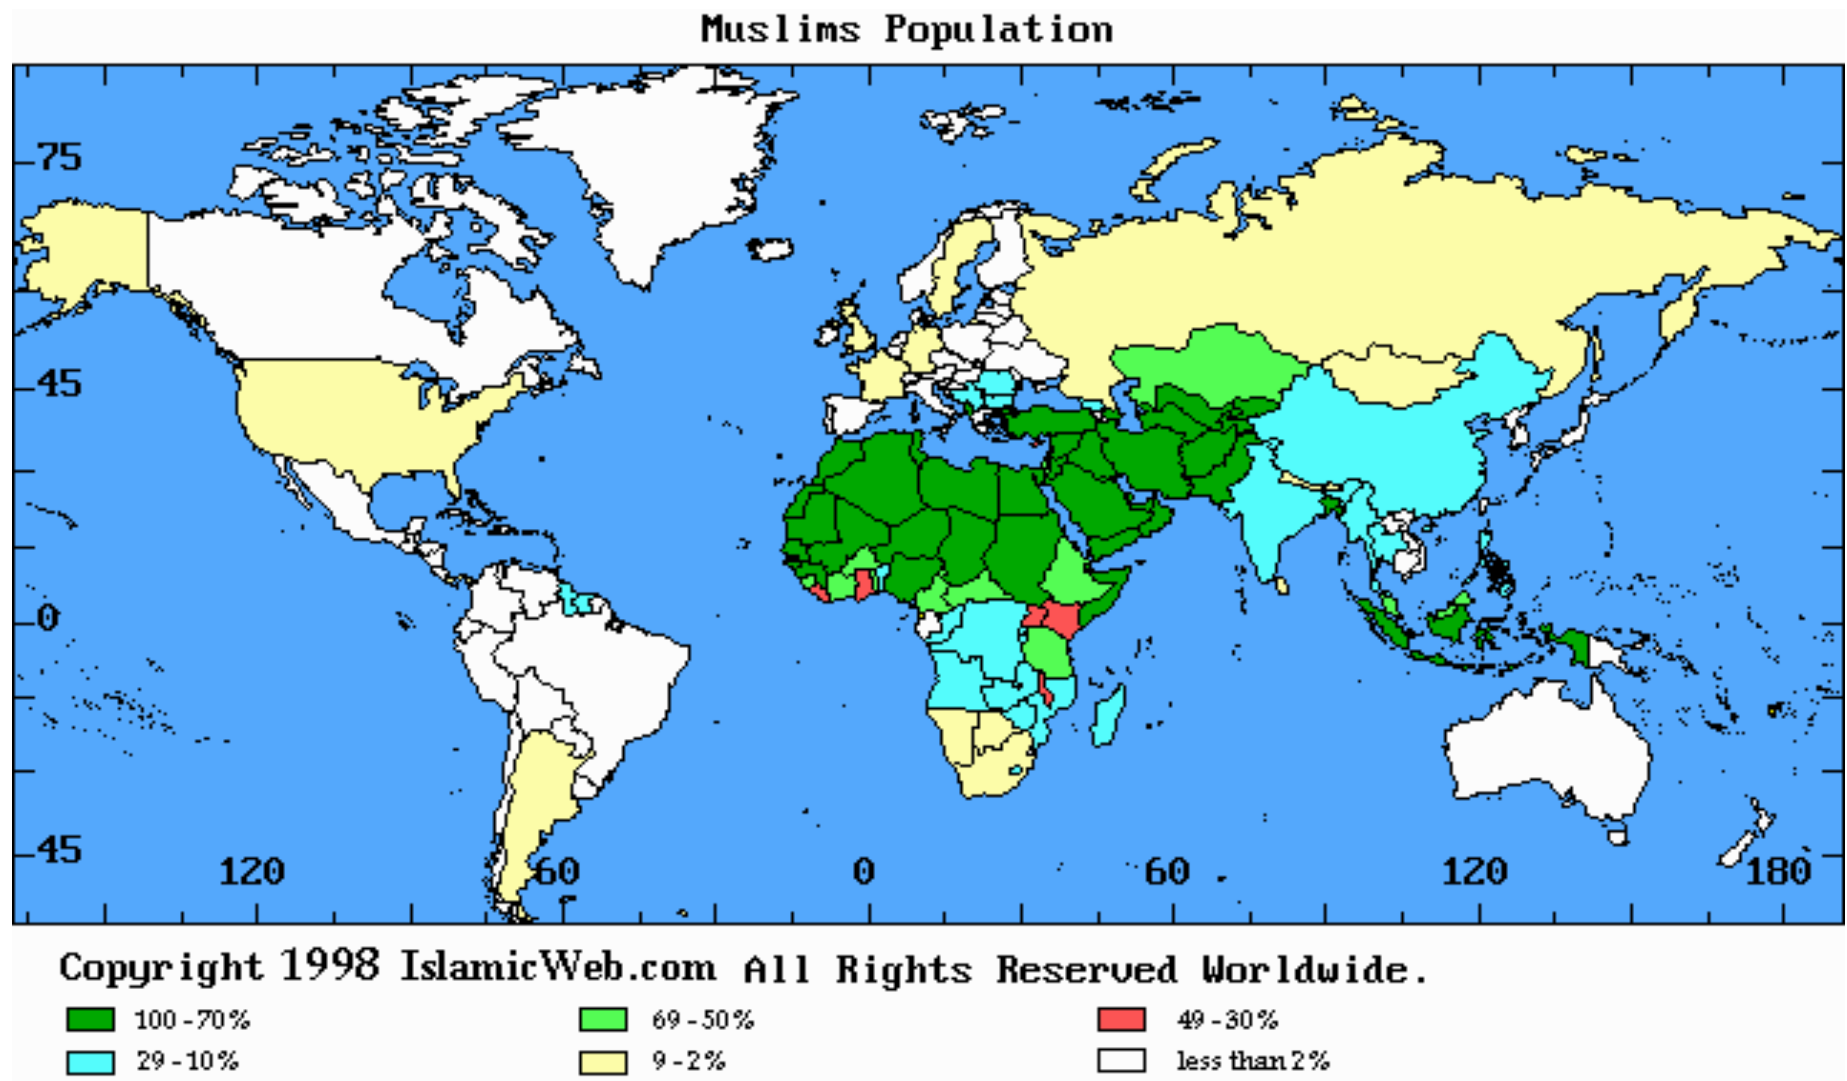 Muslims Population
75
45
0
45
120 60 0 60 120 180
Copyright 1998 IslamicWeb.com All Rights Reserved Worldwide.
100 - 70% 69 - 50% 49 - 30%
29 - 10% 9 - 2% less than 2%